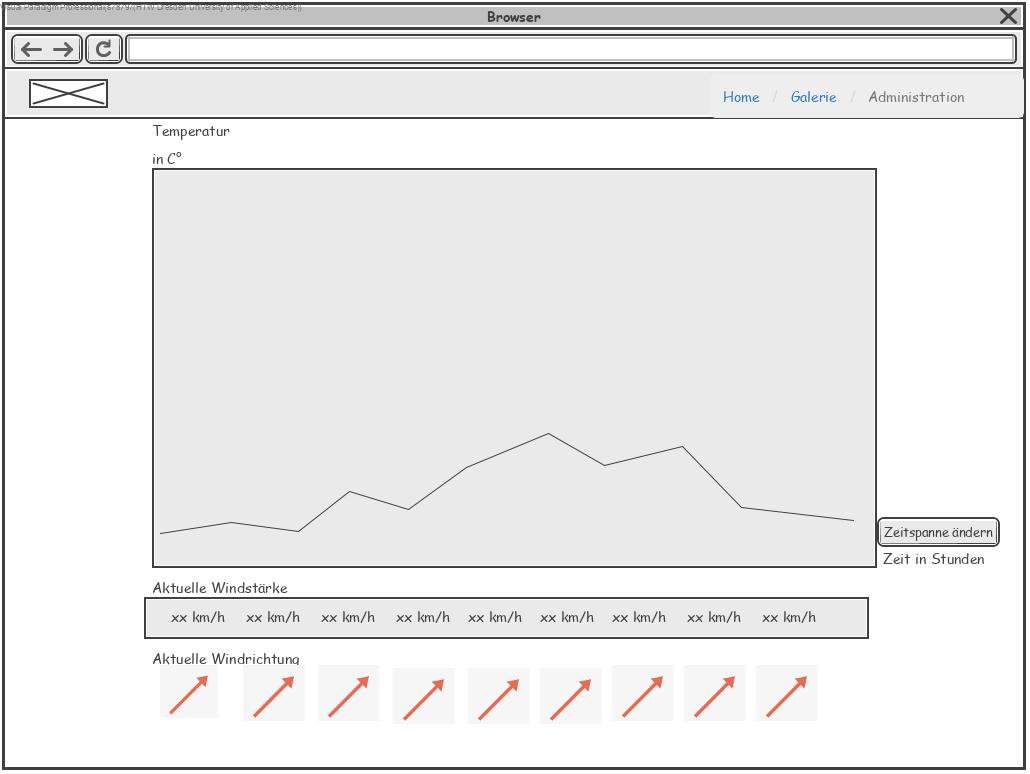 Visual Paradigm Professional(s78797(HTW Dresden University of Applied Sciences))
Browser
Home / Galerie / Administration
Temperatur
in C°
Zeitspanne ändern
Zeit in Stunden
Aktuelle Windstärke
xx km/h xx km/h xx km/h xx km/h xx km/h xx km/h xx km/h xx km/h xx km/h
Aktuelle Windrichtung